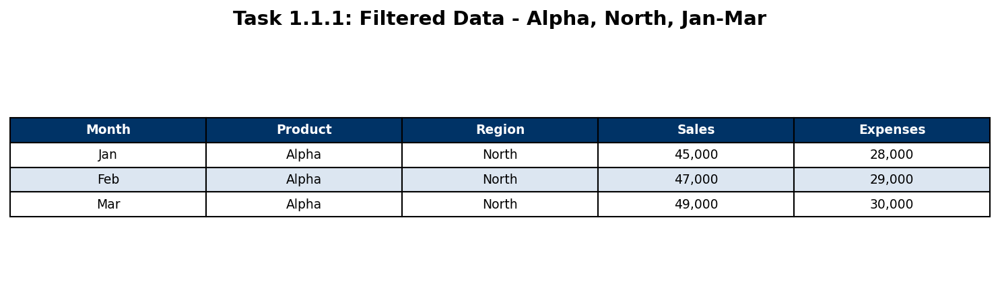 Task 1.1.1: Filtered Data - Alpha, North, Jan-Mar
Month Product Region Sales Expenses
Jan Alpha North 45,000 28,000
Feb Alpha North 47,000 29,000
Mar Alpha North 49,000 30,000